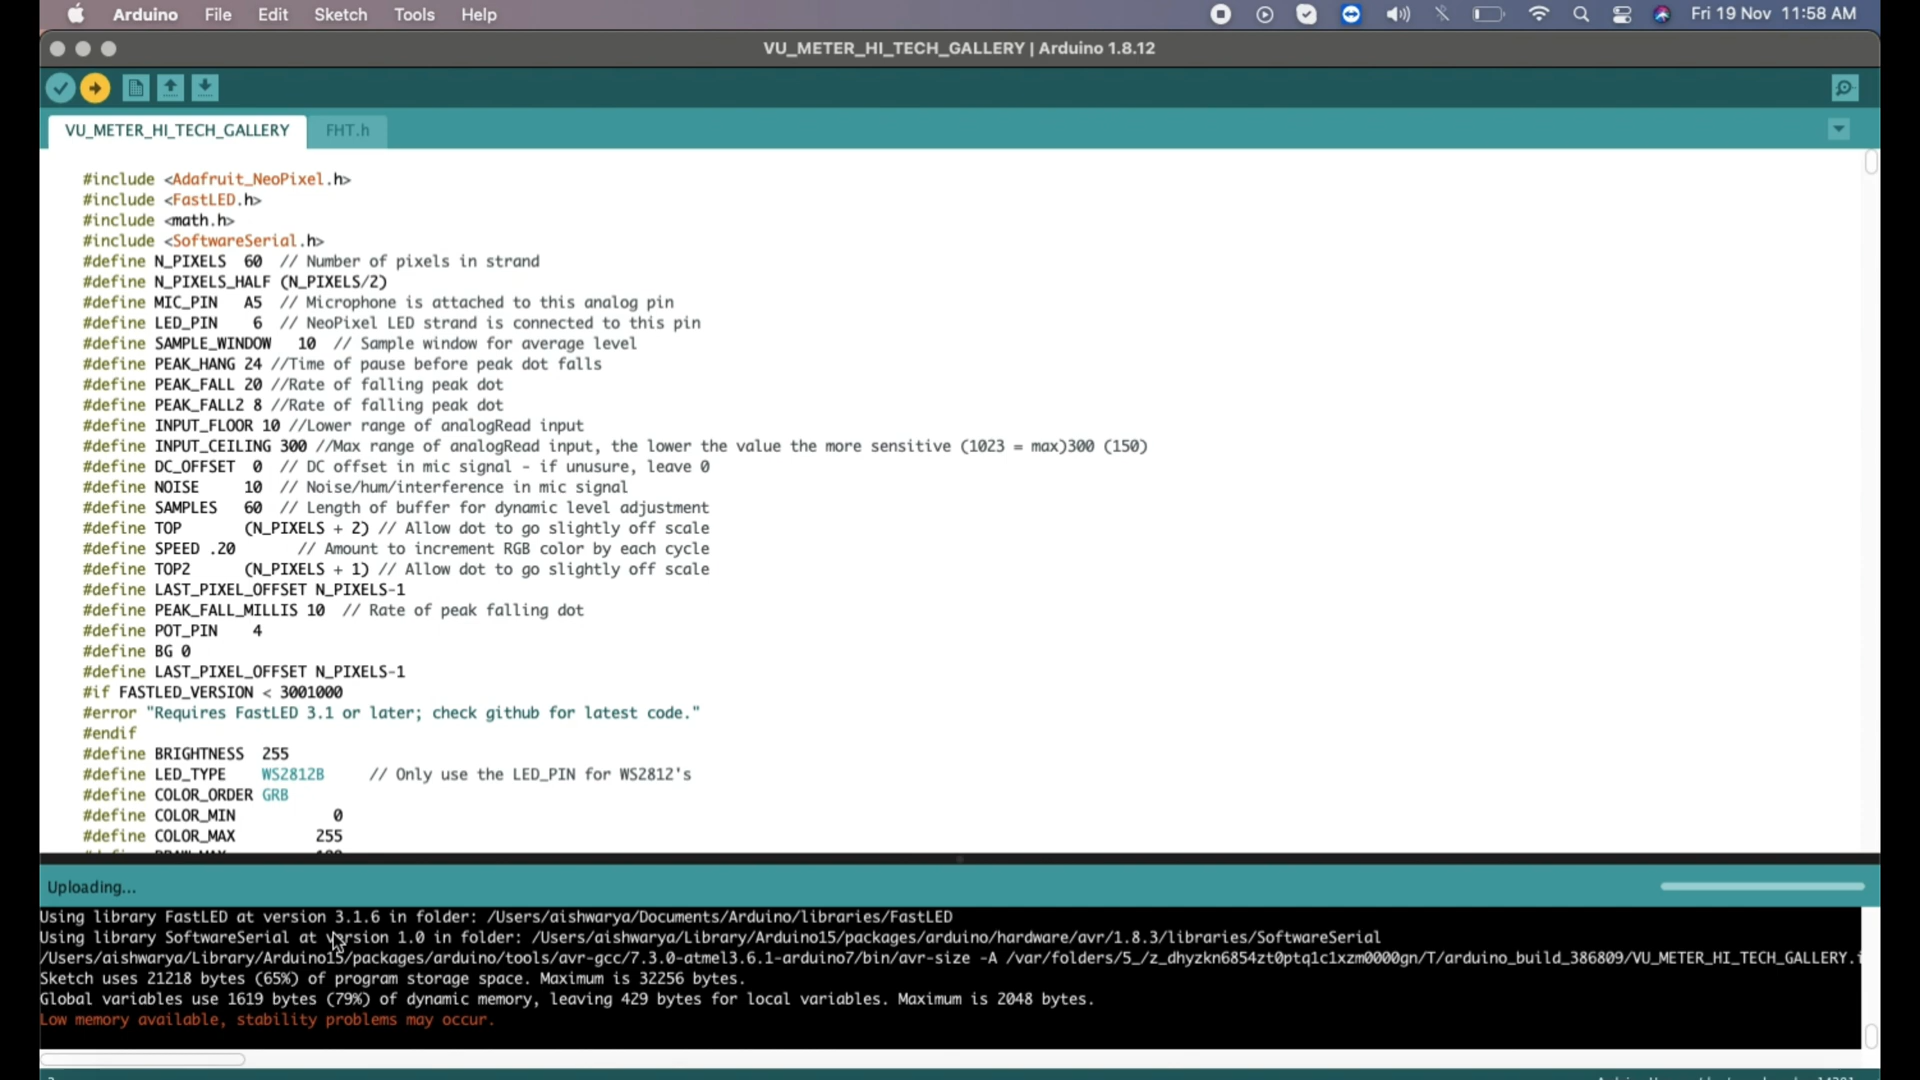 Arduino File Edit Sketch Tools Help Fri 19 Nov 11:58 AM
VU_METER_HI_TECH_GALLERY | Arduino 1.8.12
VU_METER_HI_TECH_GALLERY FHT.h
#include <Adafruit_NeoPixel.h>
#include <FastLED.h>
#include <math.h>
#include <SoftwareSerial.h>
#define N_PIXELS 60 // Number of pixels in strand
#define N_PIXELS_HALF (N_PIXELS/2)
#define MIC_PIN A5 // Microphone is attached to this analog pin
#define LED_PIN 6 // NeoPixel LED strand is connected to this pin
#define SAMPLE_WINDOW 10 // Sample window for average level
#define PEAK_HANG 24 //Time of pause before peak dot falls
#define PEAK_FALL 20 //Rate of falling peak dot
#define PEAK_FALL2 8 //Rate of falling peak dot
#define INPUT_FLOOR 10 //Lower range of analogRead input
#define INPUT_CEILING 300 //Max range of analogRead input, the lower the value the more sensitive (1023 = max)300 (150)
#define DC_OFFSET 0 // DC offset in mic signal - if unusure, leave 0
#define NOISE 10 // Noise/hum/interference in mic signal
#define SAMPLES 60 // Length of buffer for dynamic level adjustment
#define TOP (N_PIXELS + 2) // Allow dot to go slightly off scale
#define SPEED .20 // Amount to increment RGB color by each cycle
#define TOP2 (N_PIXELS + 1) // Allow dot to go slightly off scale
#define LAST_PIXEL_OFFSET N_PIXELS-1
#define PEAK_FALL_MILLIS 10 // Rate of peak falling dot
#define POT_PIN 4
#define BG 0
#define LAST_PIXEL_OFFSET N_PIXELS-1
#if FASTLED_VERSION < 3001000
#error "Requires FastLED 3.1 or later; check github for latest code."
#endif
#define BRIGHTNESS 255
#define LED_TYPE WS2812B // Only use the LED_PIN for WS2812's
#define COLOR_ORDER GRB
#define COLOR_MIN 0
#define COLOR_MAX 255
Uploading...
Using library FastLED at version 3.1.6 in folder: /Users/aishwarya/Documents/Arduino/libraries/FastLED
Using library SoftwareSerial at version 1.0 in folder: /Users/aishwarya/Library/Arduino15/packages/arduino/hardware/avr/1.8.3/libraries/SoftwareSerial
/Users/aishwarya/Library/Arduino15/packages/arduino/tools/avr-gcc/7.3.0-atmel3.6.1-arduino7/bin/avr-size -A /var/folders/5_/z_dhyzkn6854zt0ptq1c1xzm0000gn/T/arduino_build_386809/VU_METER_HI_TECH_GALLERY.
Sketch uses 21218 bytes (65%) of program storage space. Maximum is 32256 bytes.
Global variables use 1619 bytes (79%) of dynamic memory, leaving 429 bytes for local variables. Maximum is 2048 bytes.
Low memory available, stability problems may occur.